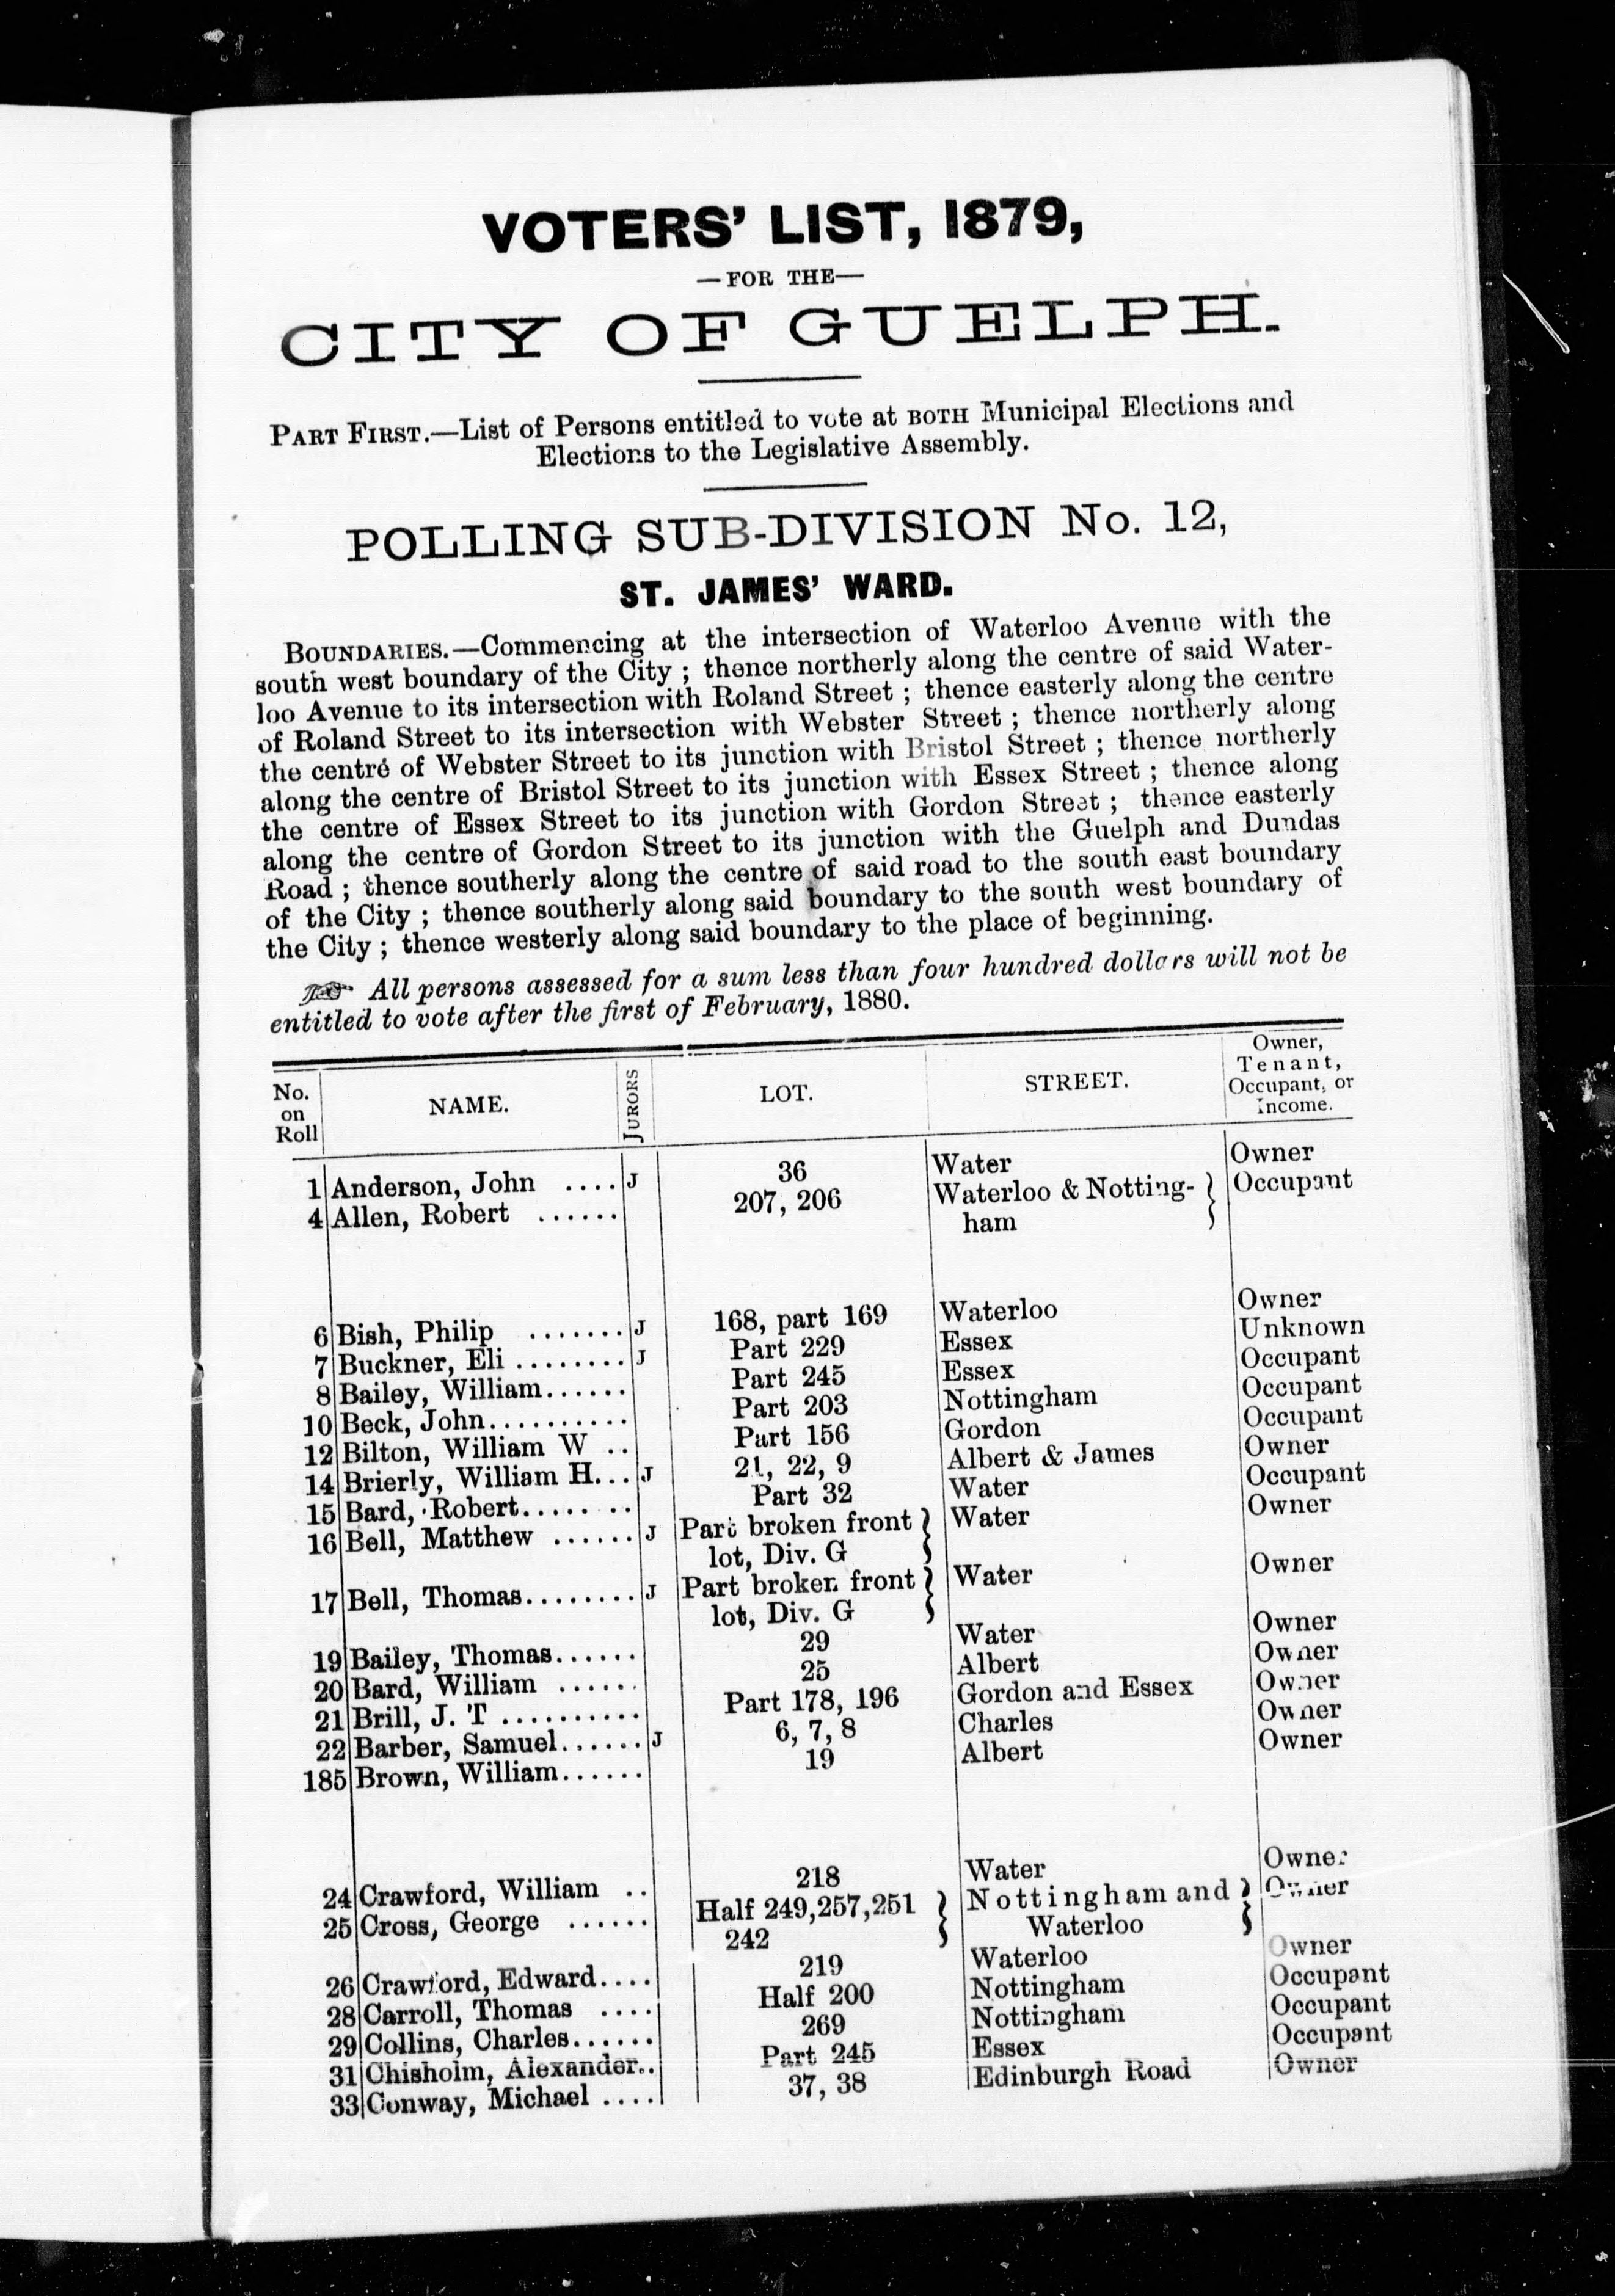 VOTERS' LIST, 1879,
—FOR THE—
CITY OF GUELPH.
PART FIRST.—List of Persons entitled to vote at BOTH Municipal Elections and
Elections to the Legislative Assembly.
POLLING SUB-DIVISION No. 12,
ST. JAMES' WARD.
BOUNDARIES.—Commencing at the intersection of Waterloo Avenue with the
south west boundary of the City ; thence northerly along the centre of said Water-
loo Avenue to its intersection with Roland Street ; thence easterly along the centre
of Roland Street to its intersection with Webster Street ; thence northerly along
the centre of Webster Street to its junction with Bristol Street ; thence northerly
along the centre of Bristol Street to its junction with Essex Street ; thence along
the centre of Essex Street to its junction with Gordon Street ; thence easterly
along the centre of Gordon Street to its junction with the Guelph and Dundas
Road ; thence southerly along the centre of said road to the south east boundary
of the City ; thence southerly along said boundary to the south west boundary of
the City ; thence westerly along said boundary to the place of beginning.
☞ All persons assessed for a sum less than four hundred dollars will not be
entitled to vote after the first of February, 1880.
No. on Roll | NAME. | JURORS | LOT. | STREET. | Owner, Tenant, Occupant, or Income.
1 Anderson, John .... J 36 Water Owner
4 Allen, Robert ...... 207, 206 Waterloo & Notting- } Occupant
ham
6 Bish, Philip ....... J 168, part 169 Waterloo Owner
7 Buckner, Eli ........ J Part 229 Essex Unknown
8 Bailey, William...... Part 245 Essex Occupant
10 Beck, John.......... Part 203 Nottingham Occupant
12 Bilton, William W .. Part 156 Gordon Occupant
14 Brierly, William H... J 21, 22, 9 Albert & James Owner
15 Bard, Robert....... Part 32 Water Occupant
16 Bell, Matthew ...... J Part broken front } Water Owner
lot, Div. G
17 Bell, Thomas........ J Part broken front } Water Owner
lot, Div. G
19 Bailey, Thomas...... 29 Water Owner
20 Bard, William ...... 25 Albert Owner
21 Brill, J. T .......... Part 178, 196 Gordon and Essex Owner
22 Barber, Samuel...... J 6, 7, 8 Charles Owner
185 Brown, William...... 19 Albert Owner
24 Crawford, William .. 218 Water Owner
25 Cross, George ...... Half 249,257,251 } Nottingham and } Owner
242 Waterloo
26 Crawford, Edward.... 219 Waterloo Owner
28 Carroll, Thomas .... Half 200 Nottingham Occupant
29 Collins, Charles...... 269 Nottingham Occupant
31 Chisholm, Alexander.. Part 245 Essex Occupant
33 Conway, Michael .... 37, 38 Edinburgh Road Owner